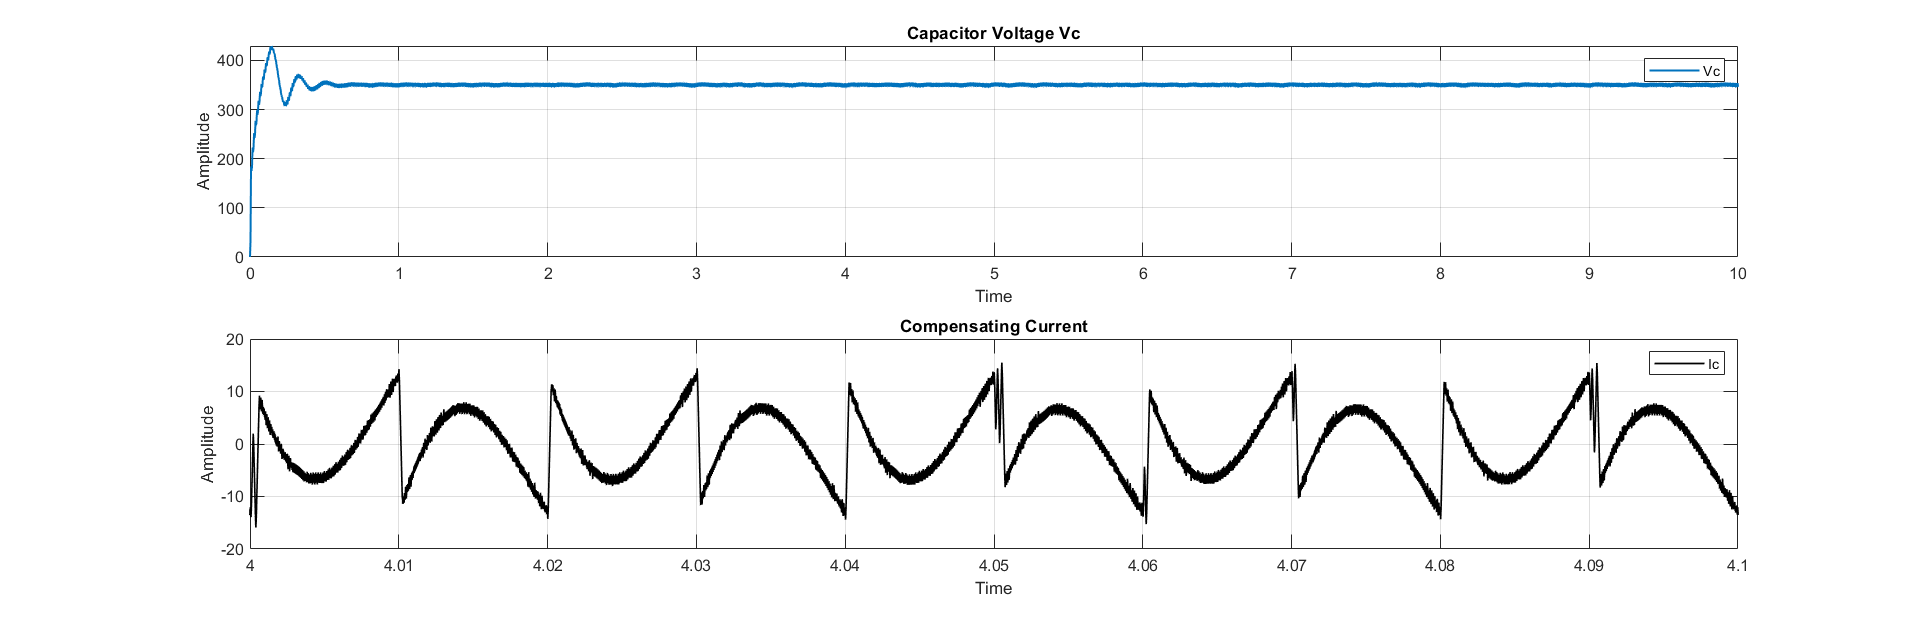 Capacitor Voltage Vc
400
300
200
100
0
Amplitude
Vc
0 1 2 3 4 5 6 7 8 9 10
Time
Compensating Current
20
10
0
-10
-20
Amplitude
Ic
4 4.01 4.02 4.03 4.04 4.05 4.06 4.07 4.08 4.09 4.1
Time